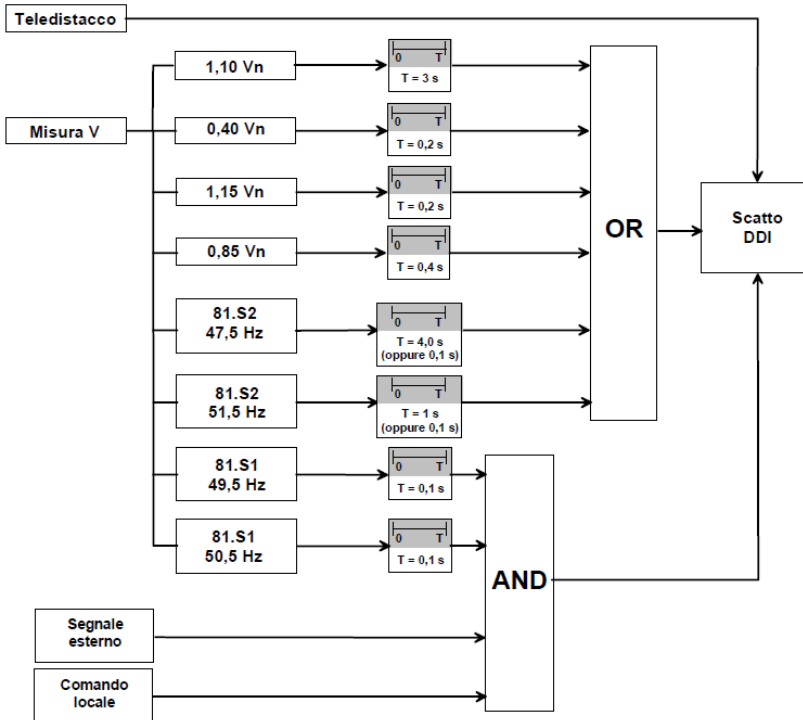 Teledistacco
1,10 Vn
0 T
T = 3 s
Misura V
0,40 Vn
0 T
T = 0,2 s
1,15 Vn
0 T
T = 0,2 s
OR
Scatto
DDI
0,85 Vn
0 T
T = 0,4 s
81.S2
47,5 Hz
0 T
T = 4,0 s
(oppure 0,1 s)
81.S2
51,5 Hz
0 T
T = 1 s
(oppure 0,1 s)
81.S1
49,5 Hz
0 T
T = 0,1 s
81.S1
50,5 Hz
0 T
T = 0,1 s
AND
Segnale
esterno
Comando
locale